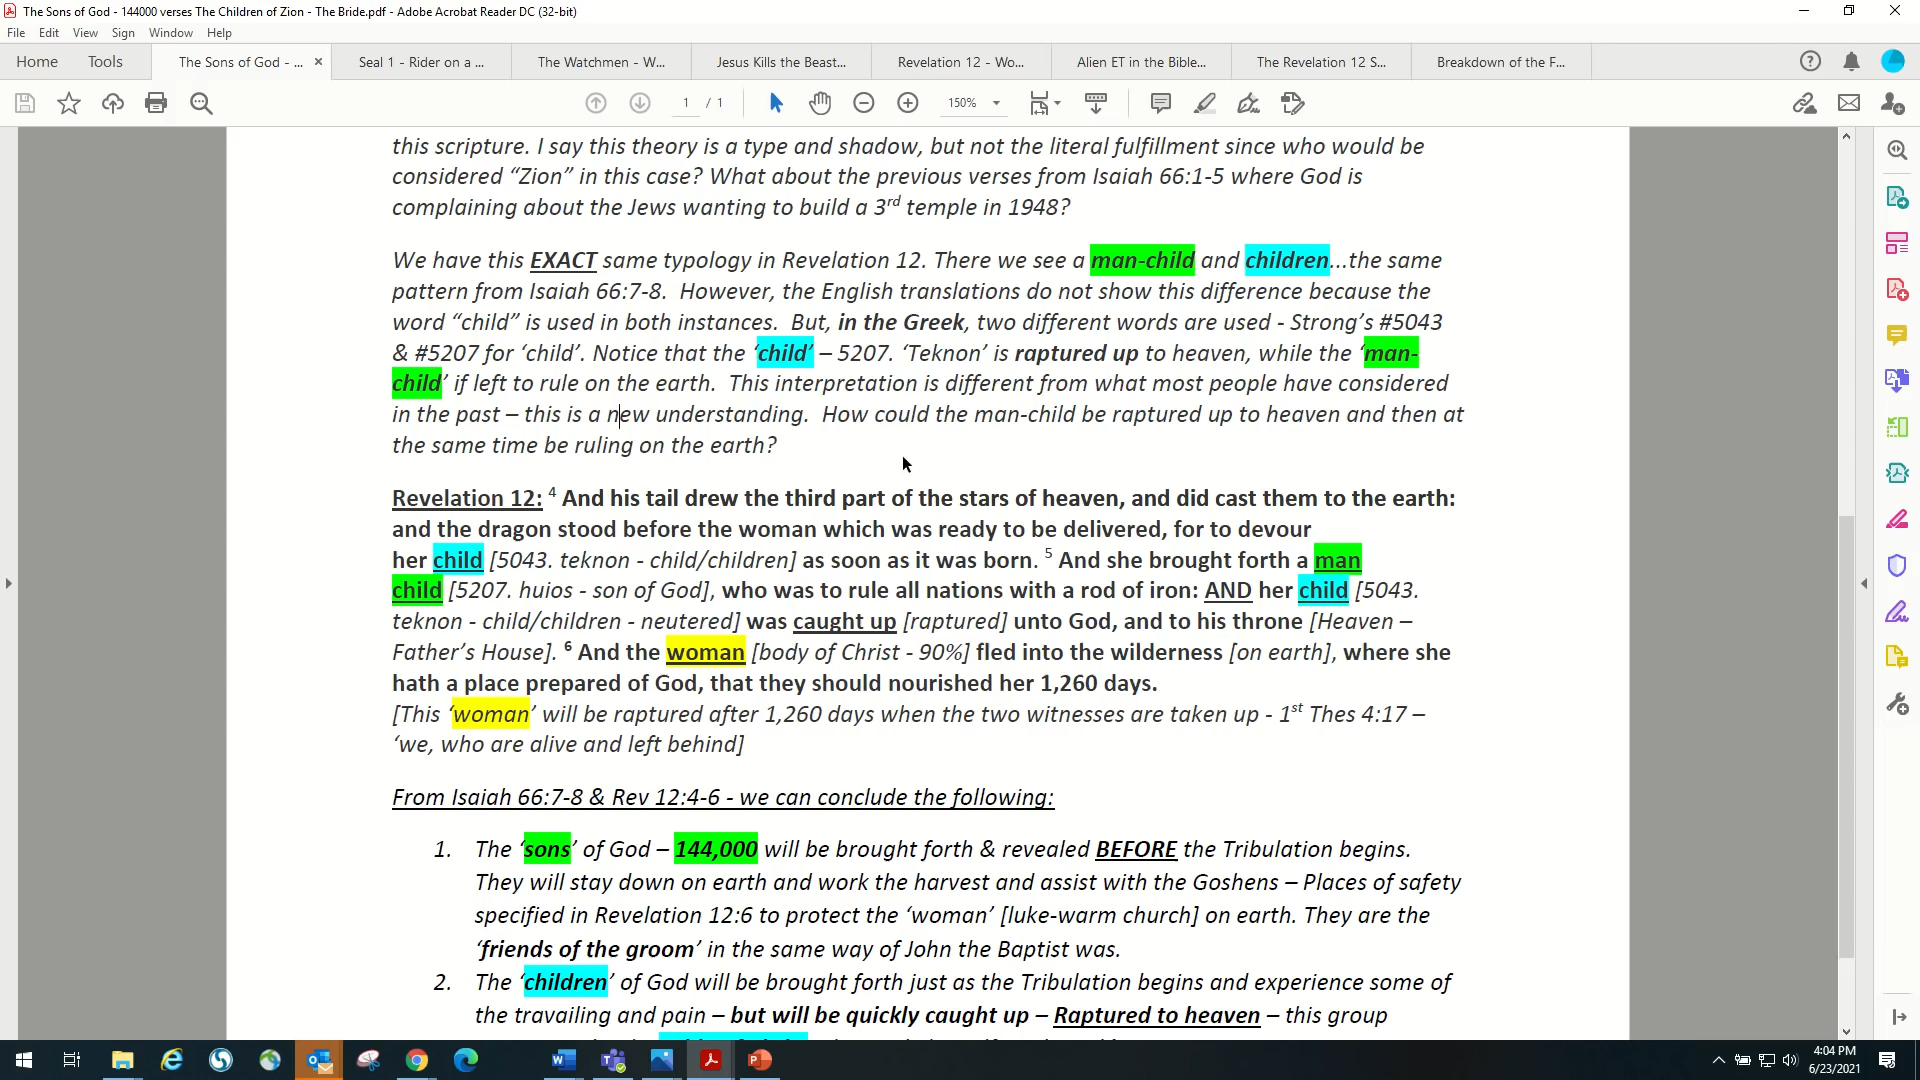 The Sons of God - 144000 verses The Children of Zion - The Bride.pdf - Adobe Acrobat Reader DC (32-bit)
File Edit View Sign Window Help
Home Tools The Sons of God - ... Seal 1 - Rider on a ... The Watchmen - W... Jesus Kills the Beast... Revelation 12 - Wo... Alien ET in the Bible... The Revelation 12 S... Breakdown of the F...
1 / 1 150%
this scripture. I say this theory is a type and shadow, but not the literal fulfillment since who would be
considered “Zion” in this case? What about the previous verses from Isaiah 66:1-5 where God is
complaining about the Jews wanting to build a 3rd temple in 1948?
We have this EXACT same typology in Revelation 12. There we see a man-child and children...the same
pattern from Isaiah 66:7-8. However, the English translations do not show this difference because the
word “child” is used in both instances. But, in the Greek, two different words are used - Strong’s #5043
& #5207 for ‘child’. Notice that the ‘child’ – 5207. ‘Teknon’ is raptured up to heaven, while the ‘man-
child’ if left to rule on the earth. This interpretation is different from what most people have considered
in the past – this is a new understanding. How could the man-child be raptured up to heaven and then at
the same time be ruling on the earth?
Revelation 12: 4 And his tail drew the third part of the stars of heaven, and did cast them to the earth:
and the dragon stood before the woman which was ready to be delivered, for to devour
her child [5043. teknon - child/children] as soon as it was born. 5 And she brought forth a man
child [5207. huios - son of God], who was to rule all nations with a rod of iron: AND her child [5043.
teknon - child/children - neutered] was caught up [raptured] unto God, and to his throne [Heaven –
Father’s House]. 6 And the woman [body of Christ - 90%] fled into the wilderness [on earth], where she
hath a place prepared of God, that they should nourished her 1,260 days.
[This ‘woman’ will be raptured after 1,260 days when the two witnesses are taken up - 1st Thes 4:17 –
‘we, who are alive and left behind]
From Isaiah 66:7-8 & Rev 12:4-6 - we can conclude the following:
1. The ‘sons’ of God – 144,000 will be brought forth & revealed BEFORE the Tribulation begins.
They will stay down on earth and work the harvest and assist with the Goshens – Places of safety
specified in Revelation 12:6 to protect the ‘woman’ [luke-warm church] on earth. They are the
‘friends of the groom’ in the same way of John the Baptist was.
2. The ‘children’ of God will be brought forth just as the Tribulation begins and experience some of
the travailing and pain – but will be quickly caught up – Raptured to heaven – this group
4:04 PM
6/23/2021